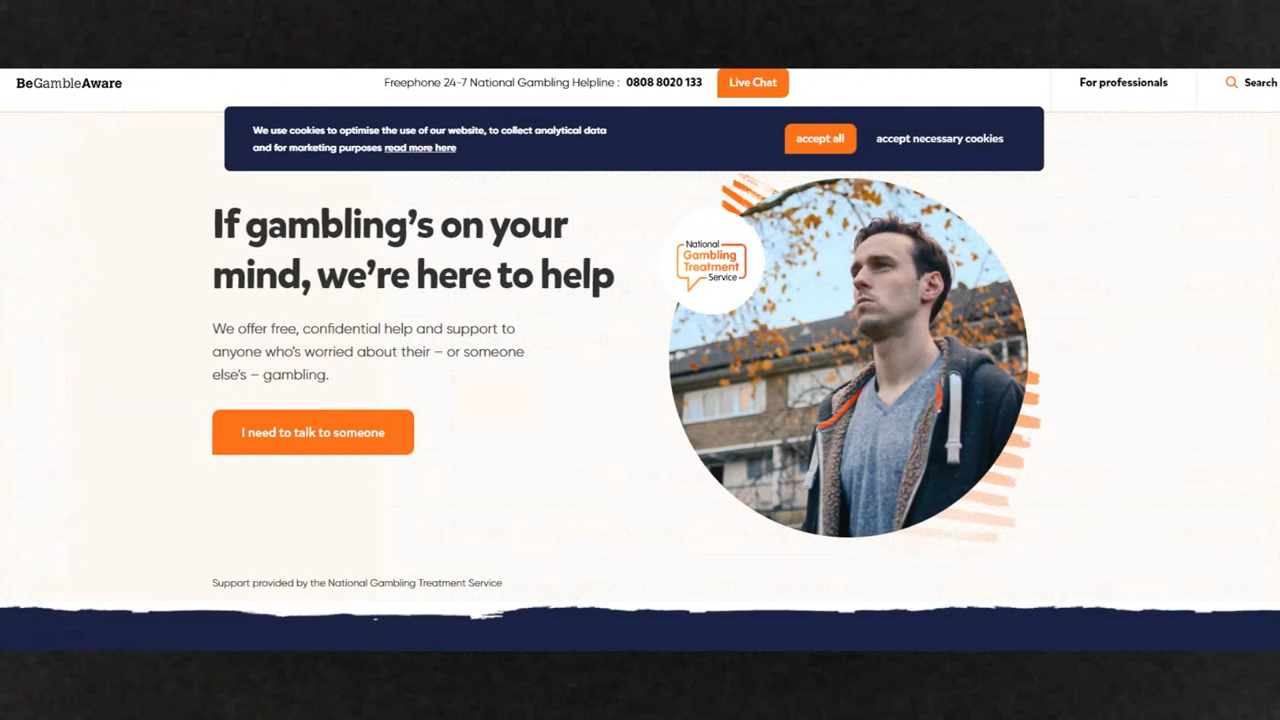 BeGambleAware
Freephone 24-7 National Gambling Helpline : 0808 8020 133
Live Chat
For professionals
Search
We use cookies to optimise the use of our website, to collect analytical data
and for marketing purposes read more here
accept all
accept necessary cookies
If gambling's on your
mind, we're here to help
We offer free, confidential help and support to
anyone who's worried about their – or someone
else's – gambling.
I need to talk to someone
National
Gambling
Treatment
Service
Support provided by the National Gambling Treatment Service